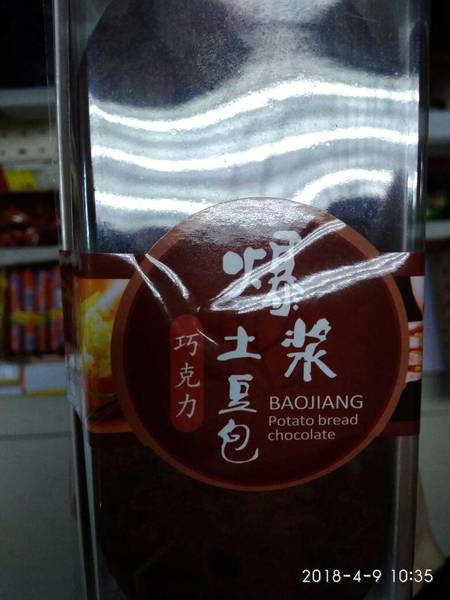 爆浆
土豆包
巧克力
BAOJIANG
Potato bread
chocolate
2018-4-9 10:35